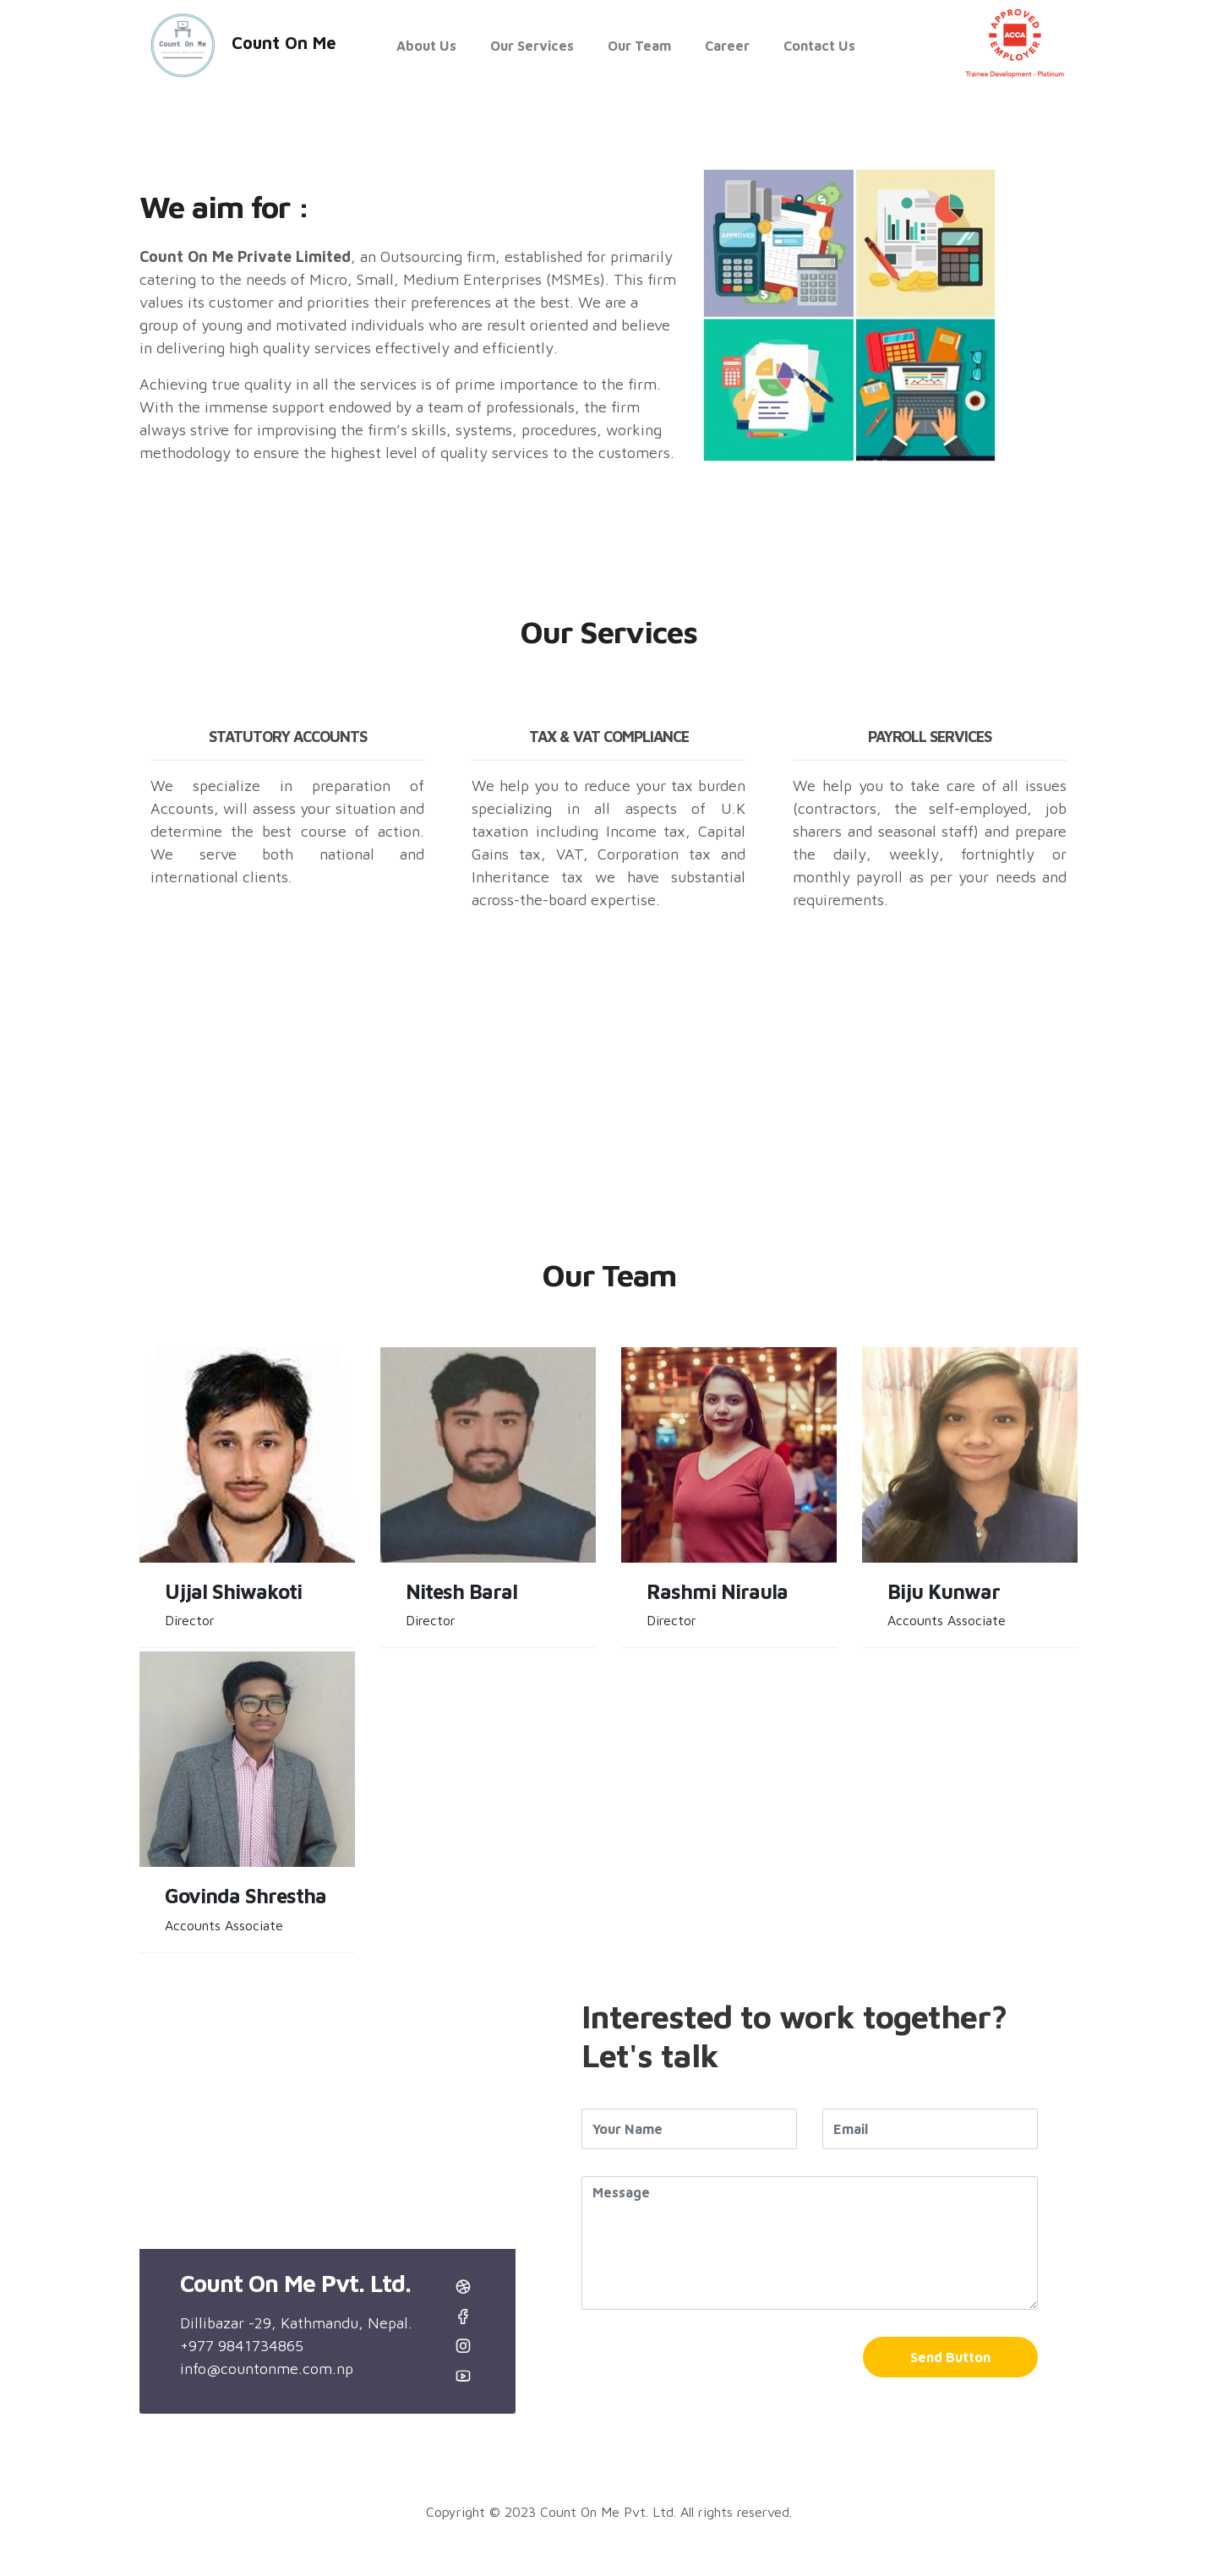 Count On Me
Count On Me
About Us
Our Services
Our Team
Career
Contact Us
APPROVED
EMPLOYER
ACCA
Trainee Development - Platinum
We aim for :
Count On Me Private Limited, an Outsourcing firm, established for primarily
catering to the needs of Micro, Small, Medium Enterprises (MSMEs). This firm
values its customer and priorities their preferences at the best. We are a
group of young and motivated individuals who are result oriented and believe
in delivering high quality services effectively and efficiently.
Achieving true quality in all the services is of prime importance to the firm.
With the immense support endowed by a team of professionals, the firm
always strive for improvising the firm’s skills, systems, procedures, working
methodology to ensure the highest level of quality services to the customers.
APPROVED
Our Services
STATUTORY ACCOUNTS
We specialize in preparation of
Accounts, will assess your situation and
determine the best course of action.
We serve both national and
international clients.
TAX & VAT COMPLIANCE
We help you to reduce your tax burden
specializing in all aspects of U.K
taxation including Income tax, Capital
Gains tax, VAT, Corporation tax and
Inheritance tax we have substantial
across-the-board expertise.
PAYROLL SERVICES
We help you to take care of all issues
(contractors, the self-employed, job
sharers and seasonal staff) and prepare
the daily, weekly, fortnightly or
monthly payroll as per your needs and
requirements.
Our Team
Ujjal Shiwakoti
Director
Nitesh Baral
Director
Rashmi Niraula
Director
Biju Kunwar
Accounts Associate
Govinda Shrestha
Accounts Associate
Interested to work together?
Let's talk
Your Name
Email
Message
Send Button
Count On Me Pvt. Ltd.
Dillibazar -29, Kathmandu, Nepal.
+977 9841734865
info@countonme.com.np
Copyright © 2023 Count On Me Pvt. Ltd. All rights reserved.